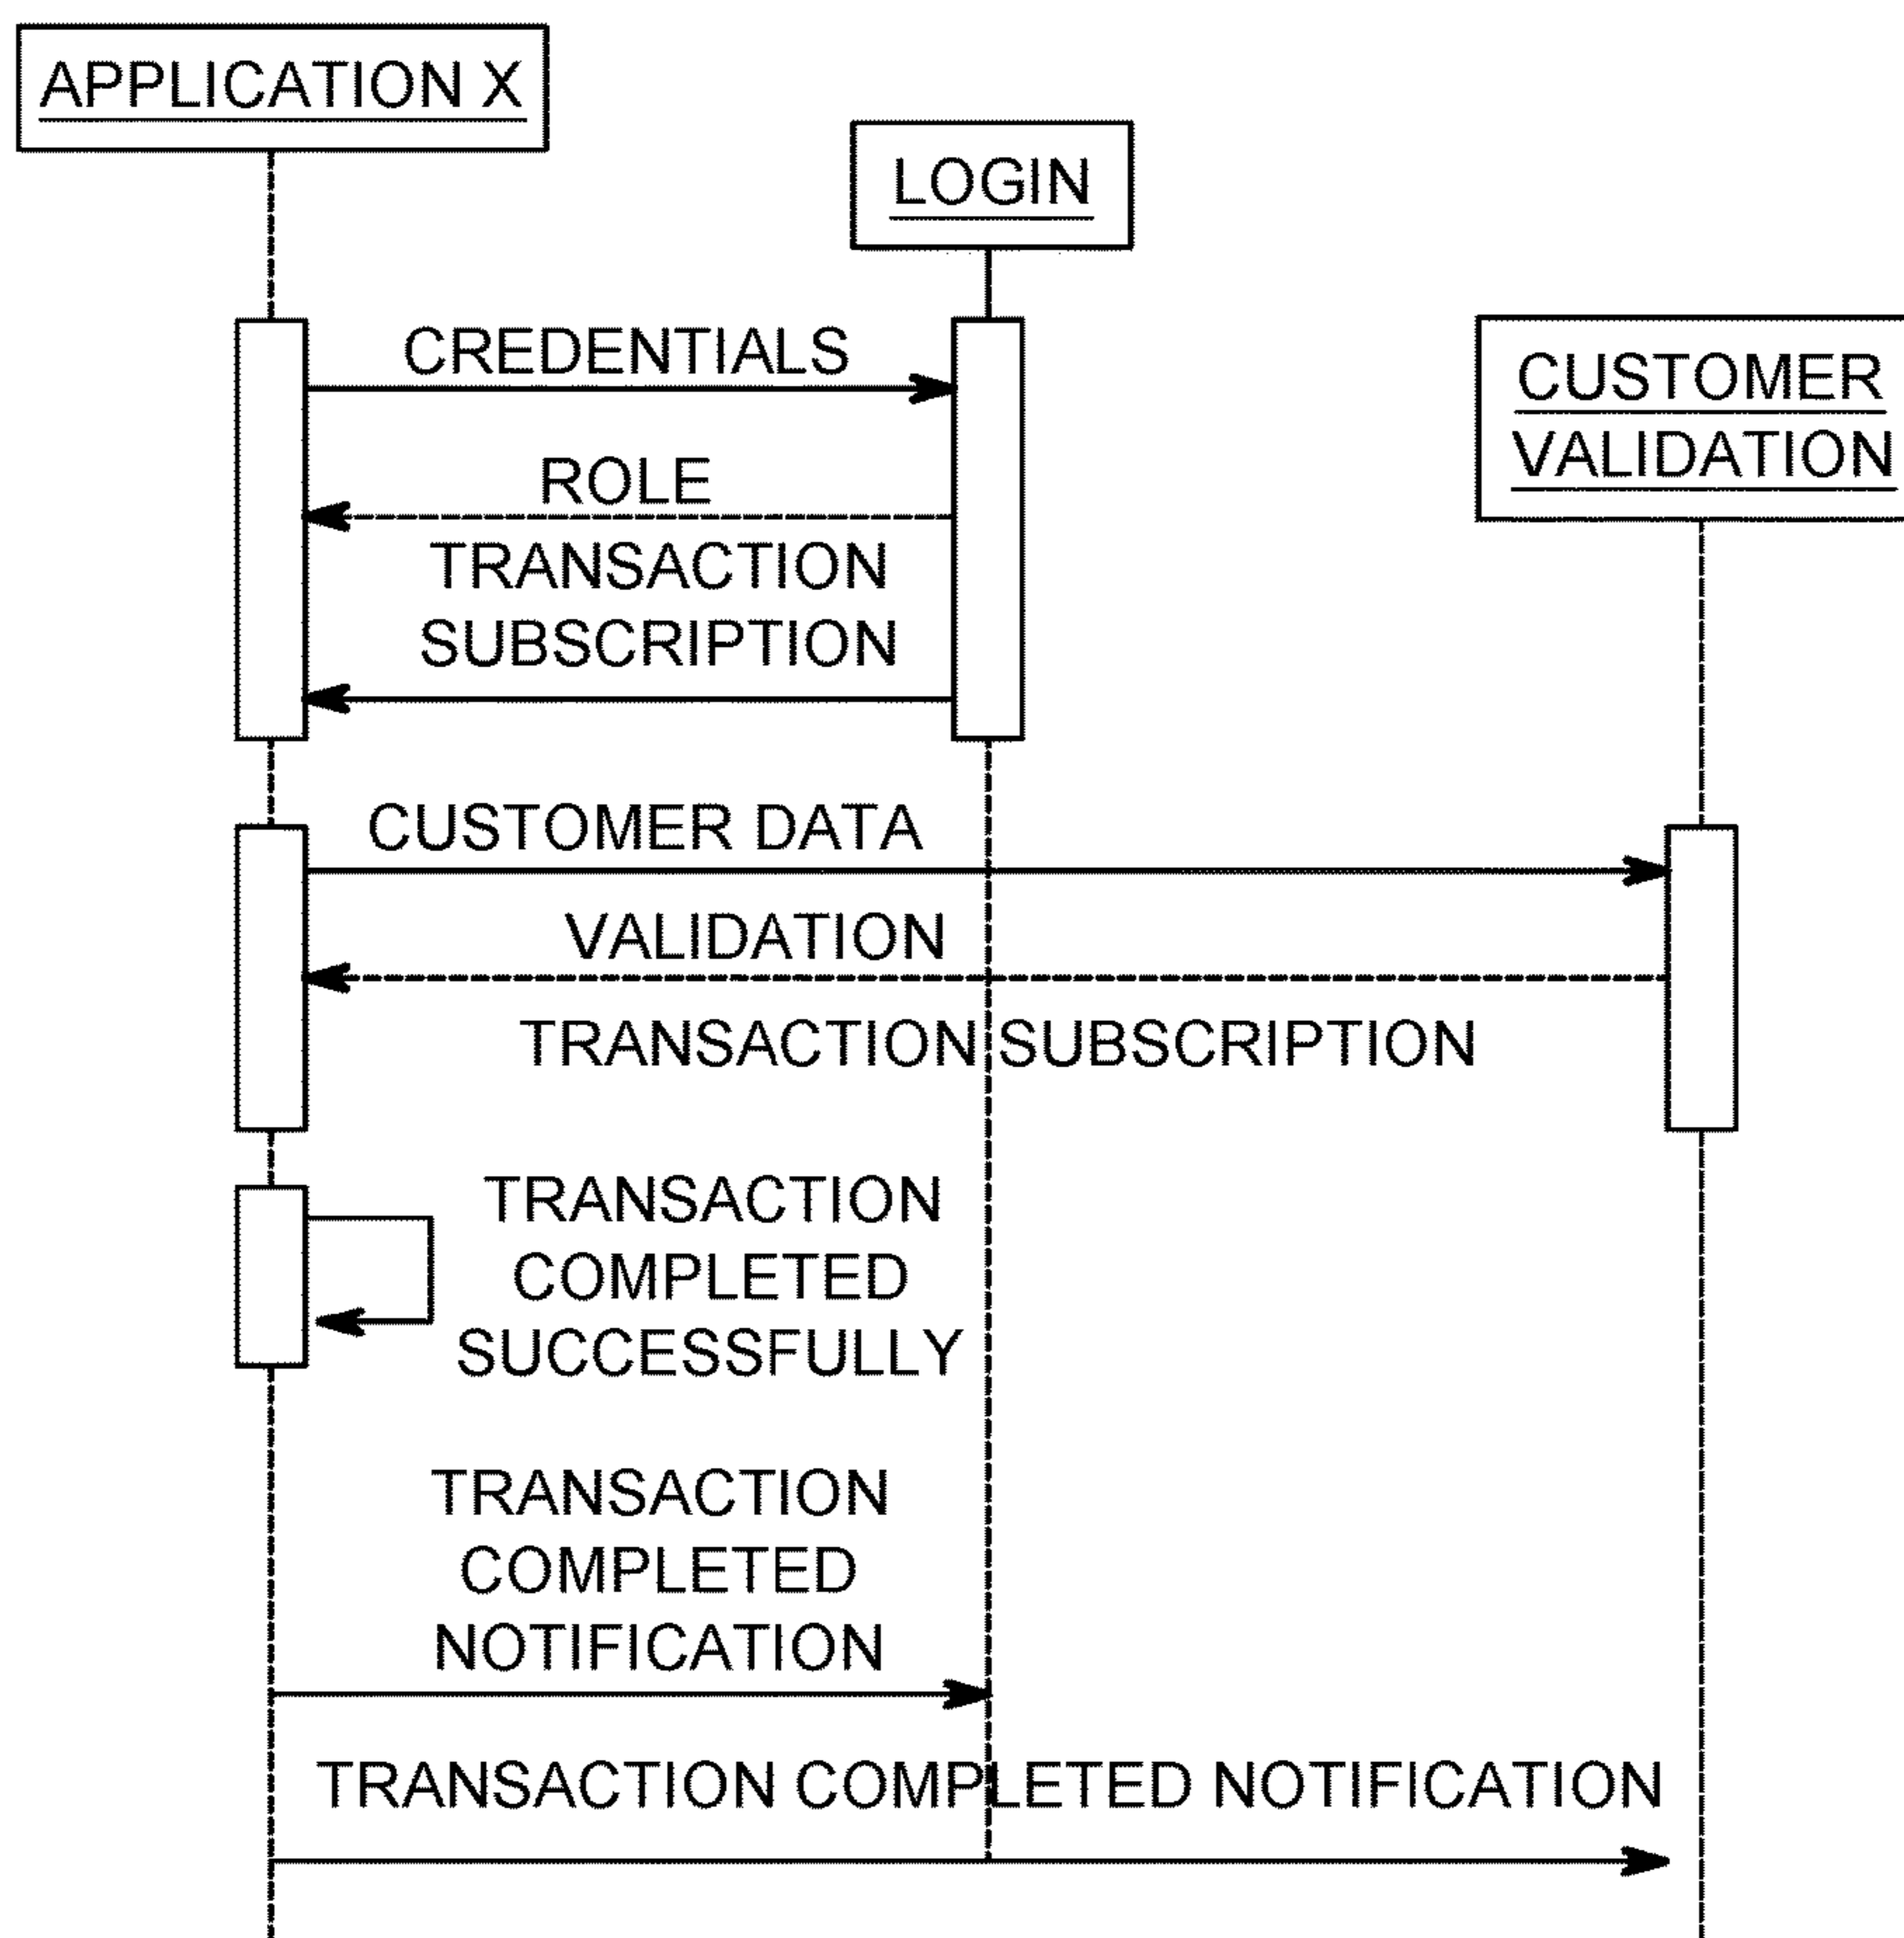 APPLICATION X
LOGIN
CREDENTIALS
CUSTOMER
VALIDATION
ROLE
TRANSACTION
SUBSCRIPTION
CUSTOMER DATA
VALIDATION
TRANSACTION SUBSCRIPTION
TRANSACTION
COMPLETED
SUCCESSFULLY
TRANSACTION
COMPLETED
NOTIFICATION
TRANSACTION COMPLETED NOTIFICATION